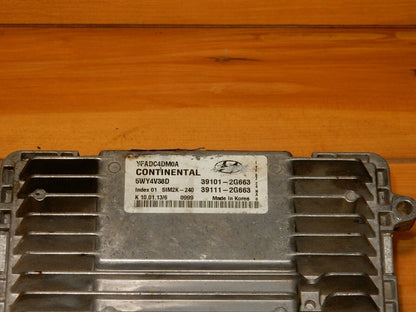 YFADC4DM0A
CONTINENTAL
5WY4V38D 39101-2G663
Index 01 SIM2K-240 39111-2G663
K 10.01.13/6 0999 Made in Korea